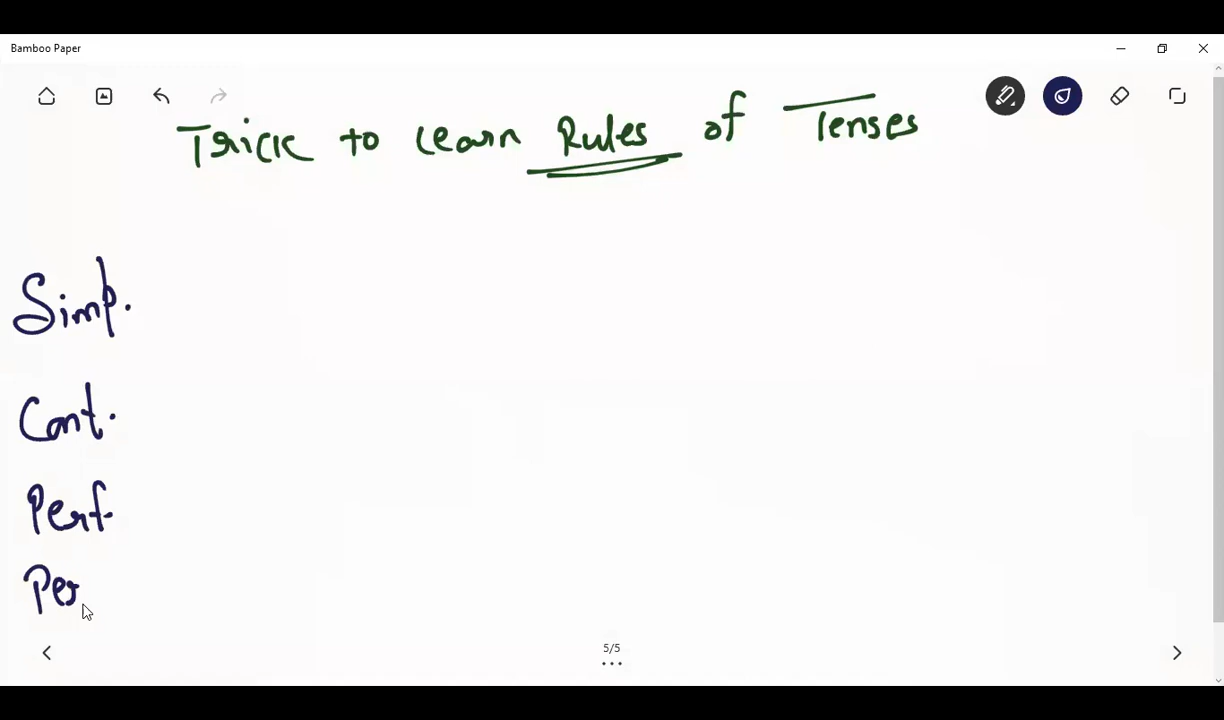 Bamboo Paper
Trick to learn Rules of Tenses
Simp.
Cont.
Perf.
Per
5/5